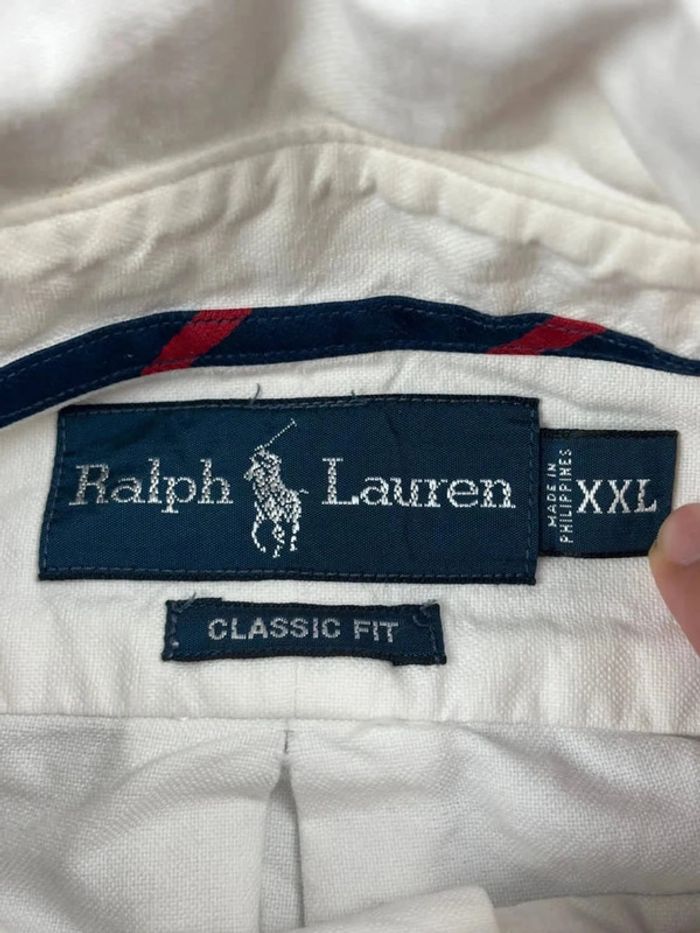 Ralph Lauren
MADE IN
PHILIPPINES
XXL
CLASSIC FIT